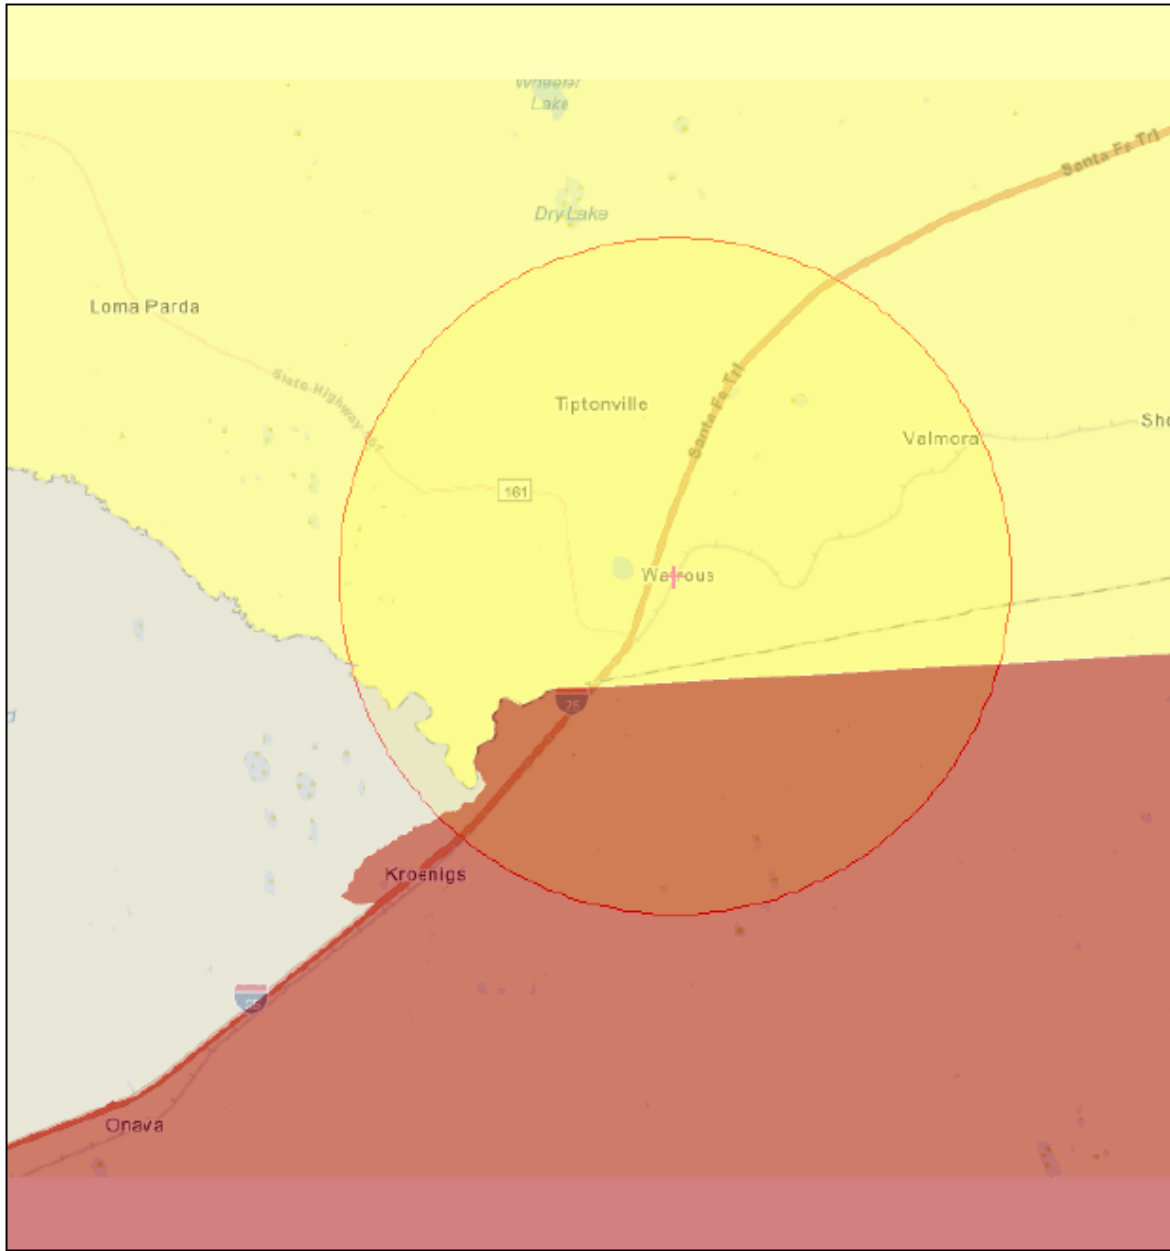 Wheeler
Lake
Santa Fe Trl
Dry Lake
Loma Parda
State Highway 161
Tiptonville
Santa Fe Trl
Sho
Valmora
161
Watrous
d
25
Kroenigs
25
Onava